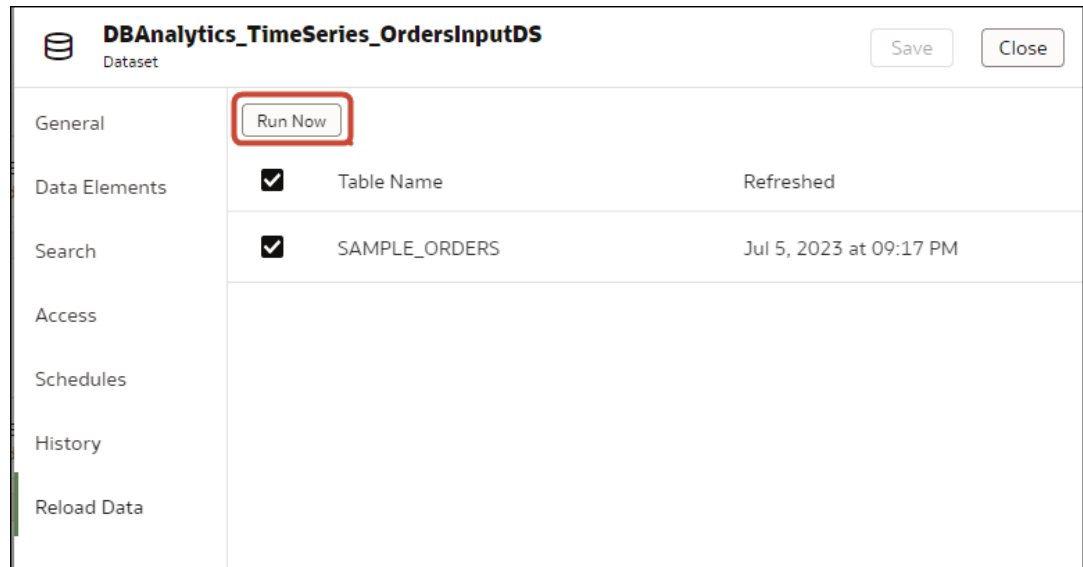 DBAnalytics_TimeSeries_OrdersInputDS
Dataset
Save
Close
General
Data Elements
Search
Access
Schedules
History
Reload Data
Run Now
Table Name Refreshed
SAMPLE_ORDERS Jul 5, 2023 at 09:17 PM